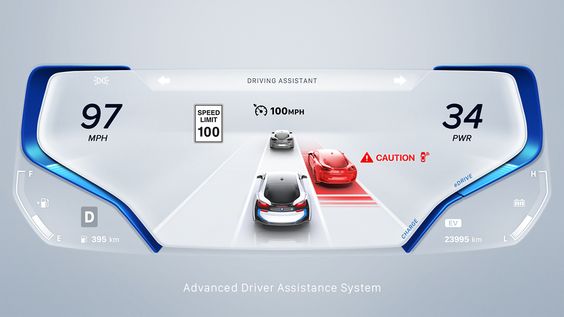 DRIVING ASSISTANT
97
MPH
SPEED
LIMIT
100
100MPH
34
PWR
CAUTION
F
E
D
395 km
eDRIVE
CHARGE
H
L
EV
23995 km
Advanced Driver Assistance System